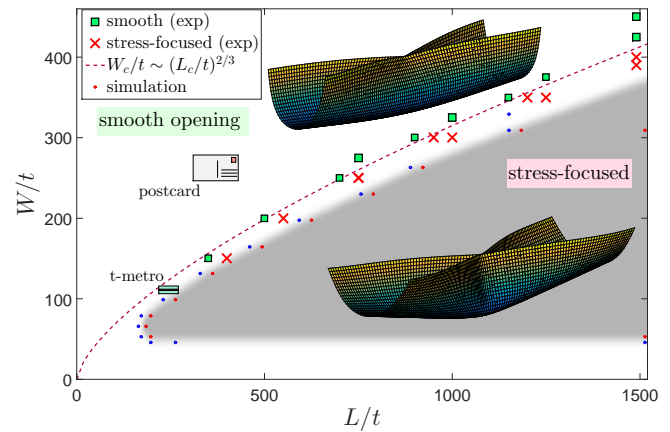 smooth (exp)
stress-focused (exp)
W_c/t ∼ (L_c/t)^{2/3}
simulation
smooth opening
postcard
stress-focused
t-metro
400
300
200
100
0
W/t
0 500 1000 1500
L/t